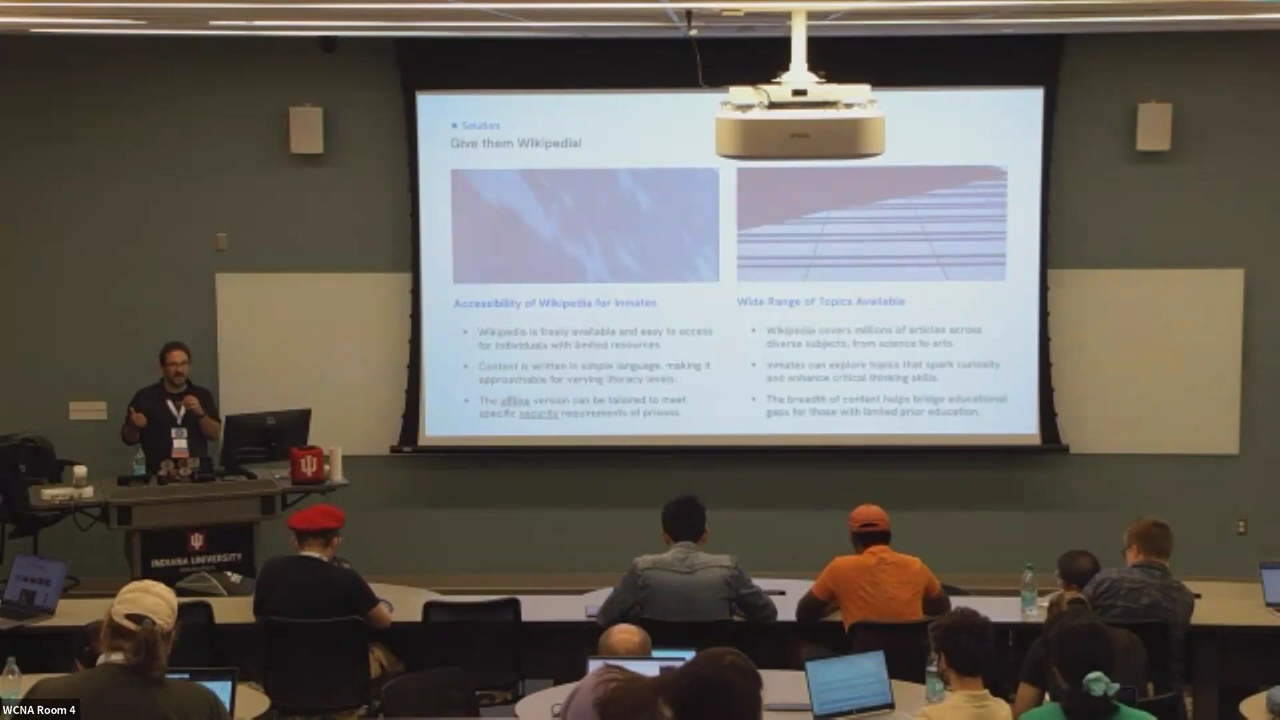 Solution
Give them Wikipedia!
Accessibility of Wikipedia for Inmates
Wide Range of Topics Available
• Wikipedia is freely available and easy to access
for individuals with limited resources.
• Content is written in simple language, making it
approachable for varying literacy levels.
• The offline version can be tailored to meet
specific security requirements of prisons.
• Wikipedia covers millions of articles across
diverse subjects, from science to arts.
• Inmates can explore topics that spark curiosity
and enhance critical thinking skills.
• The breadth of content helps bridge educational
gaps for those with limited prior education.
INDIANA UNIVERSITY
WCNA Room 4